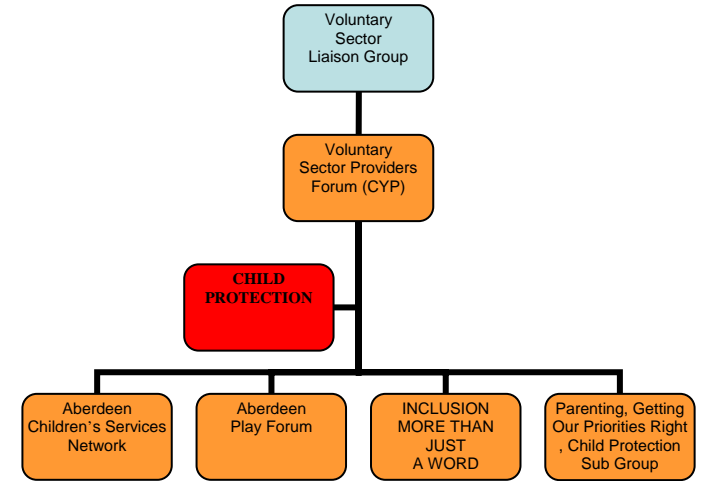 Voluntary
Sector
Liaison Group
Voluntary
Sector Providers
Forum (CYP)
CHILD
PROTECTION
Aberdeen
Children’s Services
Network
Aberdeen
Play Forum
INCLUSION
MORE THAN
JUST
A WORD
Parenting, Getting
Our Priorities Right
, Child Protection
Sub Group